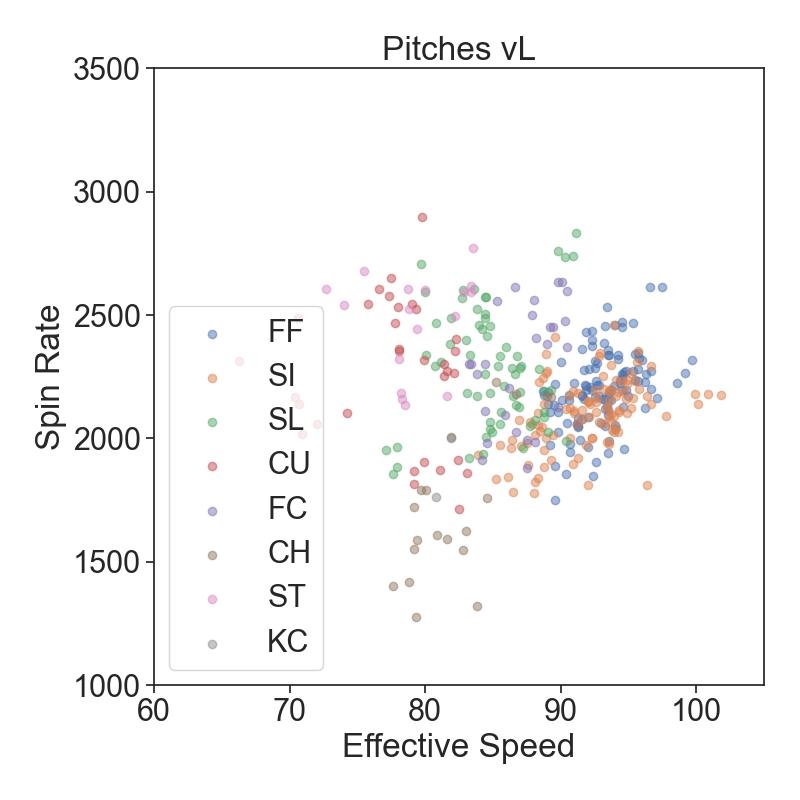 Pitches vL
3500
3000
2500
2000
1500
1000
Spin Rate
FF
SI
SL
CU
FC
CH
ST
KC
60 70 80 90 100
Effective Speed